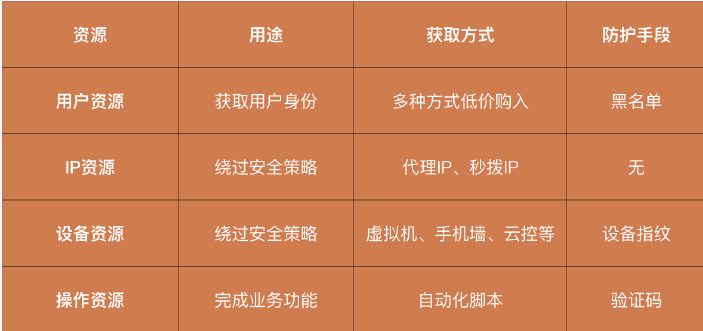 资源 用途 获取方式 防护手段
用户资源 获取用户身份 多种方式低价购入 黑名单
IP资源 绕过安全策略 代理IP、秒拨IP 无
设备资源 绕过安全策略 虚拟机、手机墙、云控等 设备指纹
操作资源 完成业务功能 自动化脚本 验证码